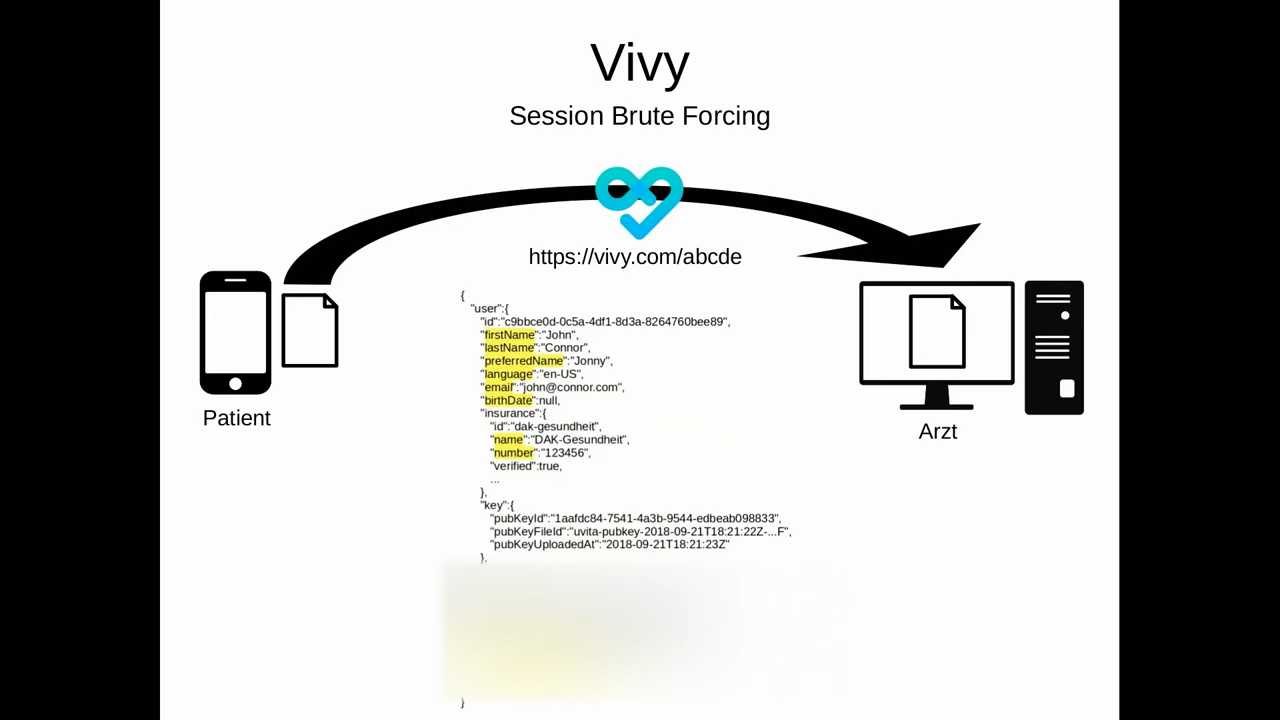 Vivy
Session Brute Forcing
https://vivy.com/abcde
{
"user":{
"id":"c9bbce0d-0c5a-4df1-8d3a-8264760bee89",
"firstName":"John",
"lastName":"Connor",
"preferredName":"Jonny",
"language":"en-US",
"email":"john@connor.com",
"birthDate":null,
"insurance":{
"id":"dak-gesundheit",
"name":"DAK-Gesundheit",
"number":"123456",
"verified":true,
...
},
"key":{
"pubKeyId":"1aafdc84-7541-4a3b-9544-edbeab098833",
"pubKeyFileId":"uvita-pubkey-2018-09-21T18:21:22Z-...F",
"pubKeyUploadedAt":"2018-09-21T18:21:23Z"
},
}
Patient
Arzt